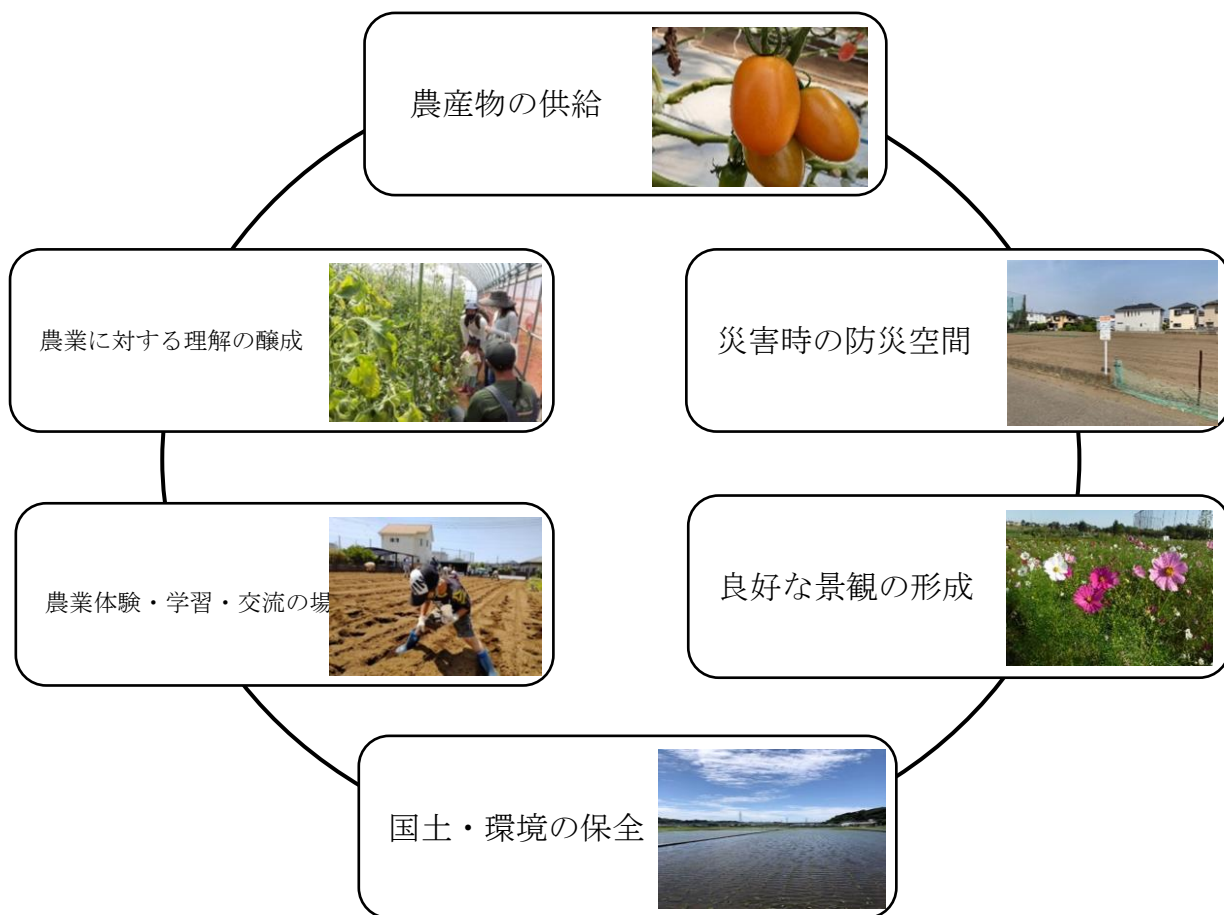 農産物の供給
農業に対する理解の醸成
災害時の防災空間
農業体験・学習・交流の場
良好な景観の形成
国土・環境の保全